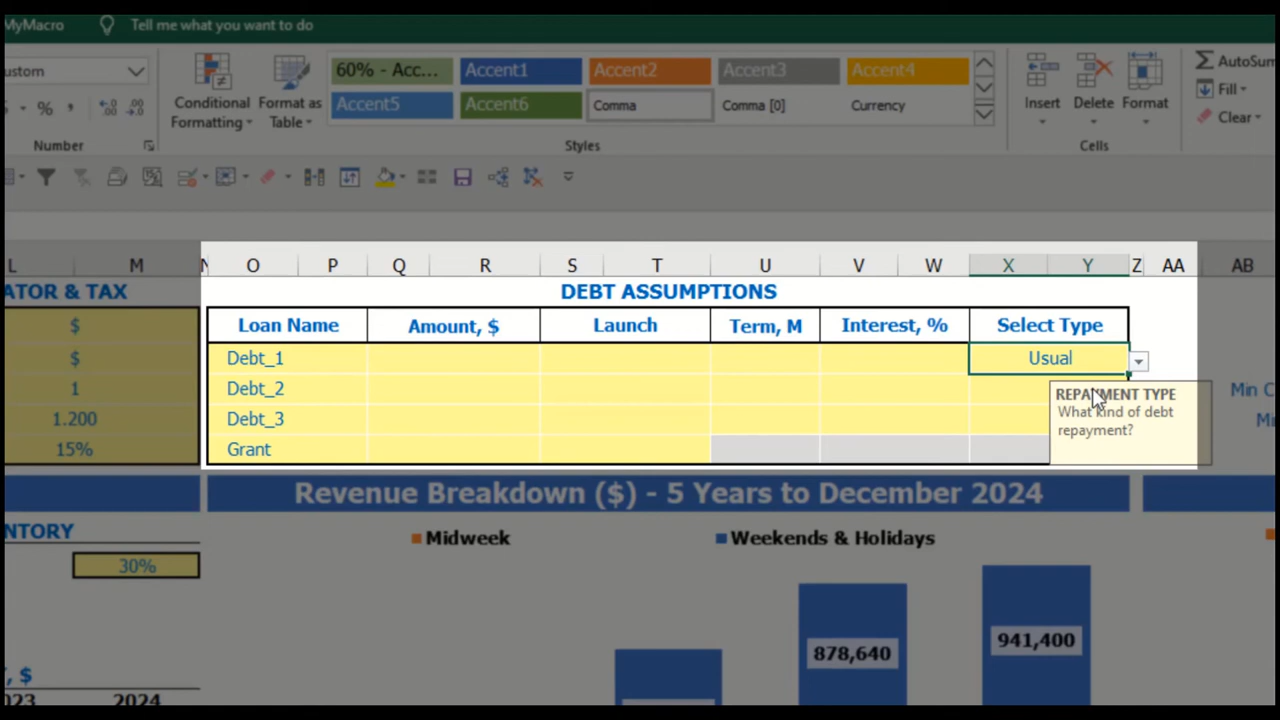 MyMacro Tell me what you want to do
ustom
60% - Acc... Accent1 Accent2 Accent3 Accent4
Accent5 Accent6 Comma Comma [0] Currency
% ,
Conditional Formatting
Format as Table
Insert Delete Format
AutoSum
Fill
Clear
Number Styles Cells
L M N O P Q R S T U V W X Y Z AA AB
ATOR & TAX DEBT ASSUMPTIONS
Loan Name Amount, $ Launch Term, M Interest, % Select Type
$ Debt_1 Usual
$
1 Debt_2 Min C
1.200 Debt_3
15% Grant
REPAYMENT TYPE
What kind of debt
repayment?
Revenue Breakdown ($) - 5 Years to December 2024
NTORY
Midweek Weekends & Holidays
30%
878,640 941,400
, $
2024